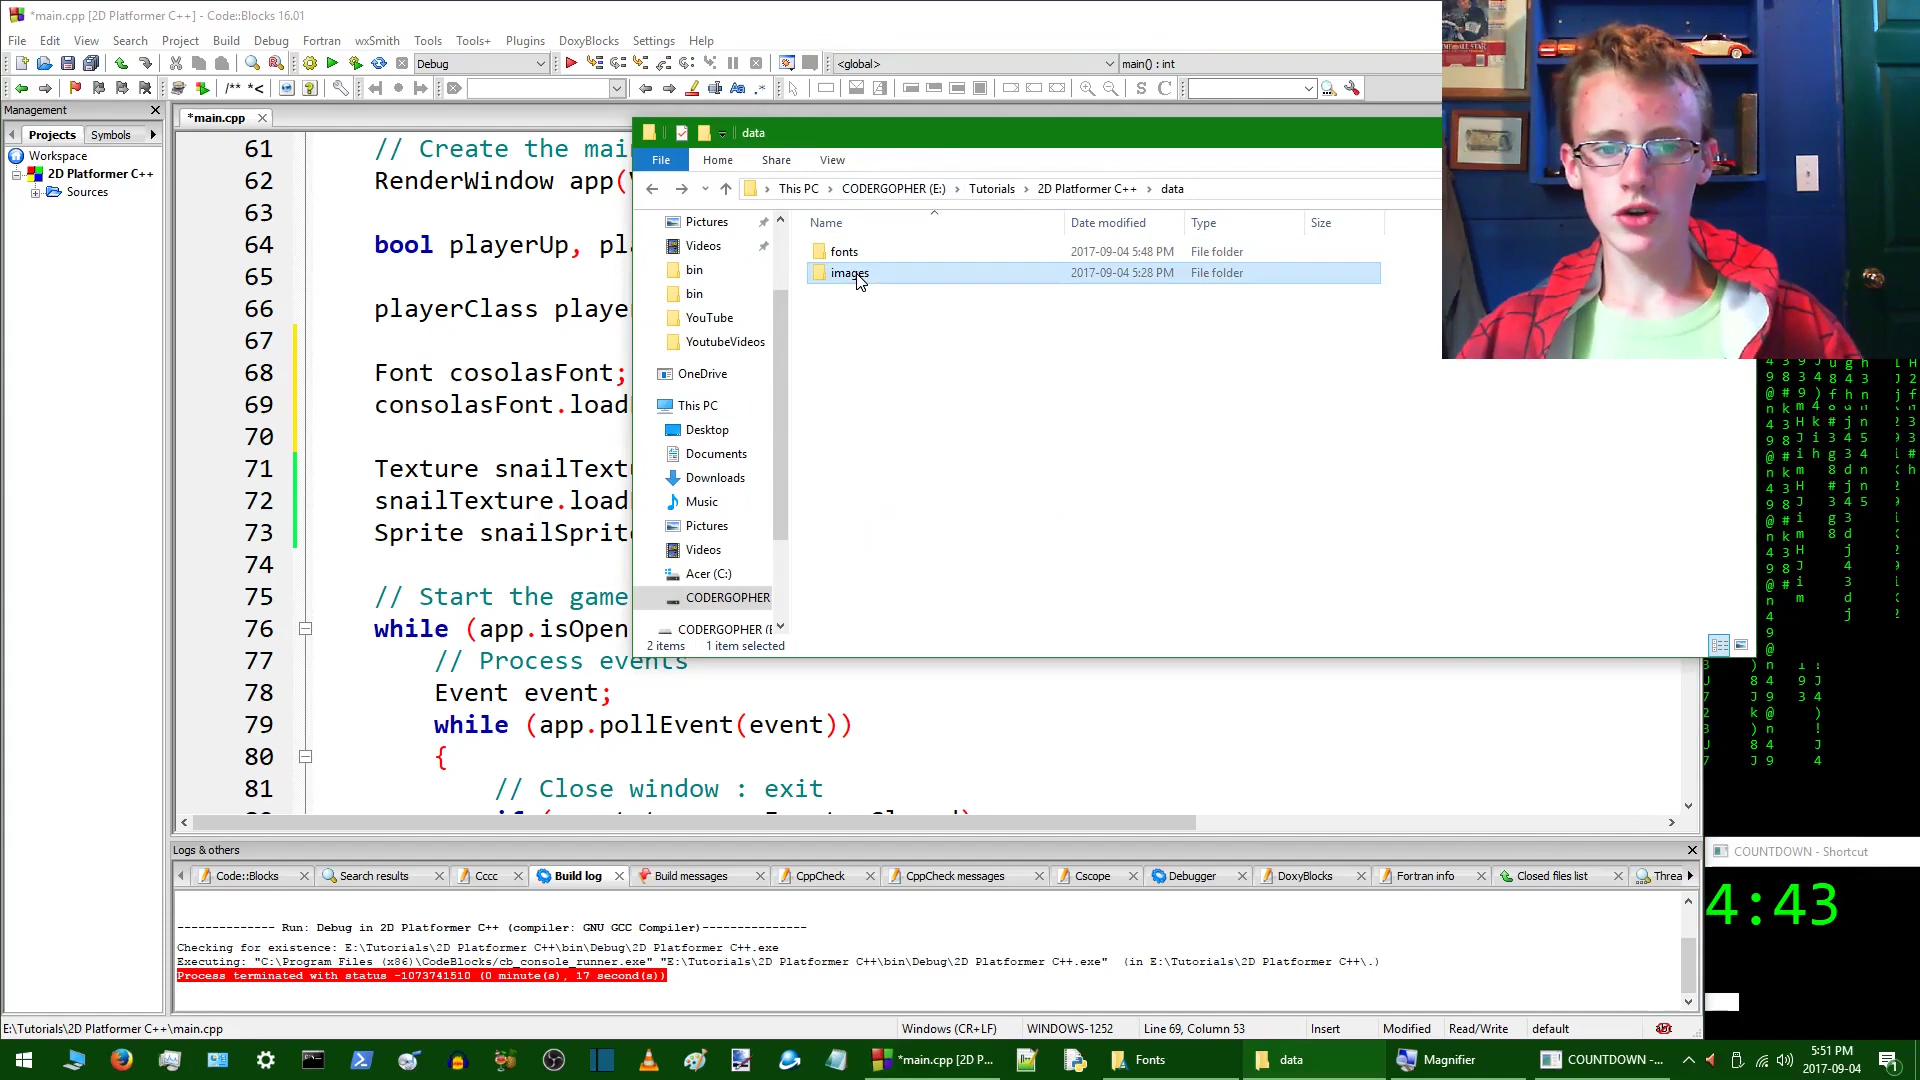 *main.cpp [2D Platformer C++] - Code::Blocks 16.01
File Edit View Search Project Build Debug Fortran wxSmith Tools Tools+ Plugins DoxyBlocks Settings Help
Debug
<global>
main() : int
/** *<
S C
Management
Projects Symbols
Workspace
2D Platformer C++
Sources
*main.cpp
61 // Create the mai
62 RenderWindow app(
63
64 bool playerUp, pla
65
66 playerClass playe
67
68 Font cosolasFont;
69 consolasFont.load
70
71 Texture snailText
72 snailTexture.load
73 Sprite snailSprit
74
75 // Start the game
76 while (app.isOpen
77 // Process events
78 Event event;
79 while (app.pollEvent(event))
80 {
81 // Close window : exit
data
File Home Share View
This PC CODERGOPHER (E:) Tutorials 2D Platformer C++ data
Name Date modified Type Size
fonts 2017-09-04 5:48 PM File folder
images 2017-09-04 5:28 PM File folder
Pictures
Videos
bin
bin
YouTube
YoutubeVideos
OneDrive
This PC
Desktop
Documents
Downloads
Music
Pictures
Videos
Acer (C:)
CODERGOPHER
CODERGOPHER (E
2 items 1 item selected
Logs & others
Code::Blocks Search results Cccc Build log Build messages CppCheck CppCheck messages Cscope Debugger DoxyBlocks Fortran info Closed files list Threa
-------------- Run: Debug in 2D Platformer C++ (compiler: GNU GCC Compiler)---------------
Checking for existence: E:\Tutorials\2D Platformer C++\bin\Debug\2D Platformer C++.exe
Executing: "C:\Program Files (x86)\CodeBlocks/cb_console_runner.exe" "E:\Tutorials\2D Platformer C++\bin\Debug\2D Platformer C++.exe" (in E:\Tutorials\2D Platformer C++\.)
Process terminated with status -1073741510 (0 minute(s), 17 second(s))
E:\Tutorials\2D Platformer C++\main.cpp Windows (CR+LF) WINDOWS-1252 Line 69, Column 53 Insert Modified Read/Write default
COUNTDOWN - Shortcut
4:43
*main.cpp [2D P... Fonts data Magnifier COUNTDOWN -...
5:51 PM
2017-09-04